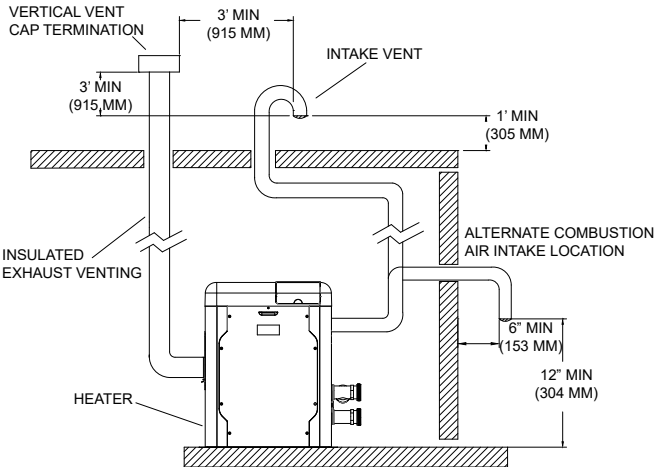 VERTICAL VENT
CAP TERMINATION
3’ MIN
(915 MM)
INTAKE VENT
3’ MIN
(915 MM)
1’ MIN
(305 MM)
INSULATED
EXHAUST VENTING
ALTERNATE COMBUSTION
AIR INTAKE LOCATION
6” MIN
(153 MM)
12” MIN
(304 MM)
HEATER